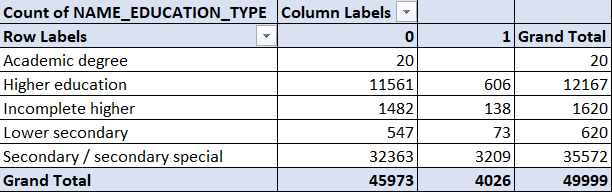 Count of NAME_EDUCATION_TYPE Column Labels
Row Labels 0 1 Grand Total
Academic degree 20 20
Higher education 11561 606 12167
Incomplete higher 1482 138 1620
Lower secondary 547 73 620
Secondary / secondary special 32363 3209 35572
Grand Total 45973 4026 49999